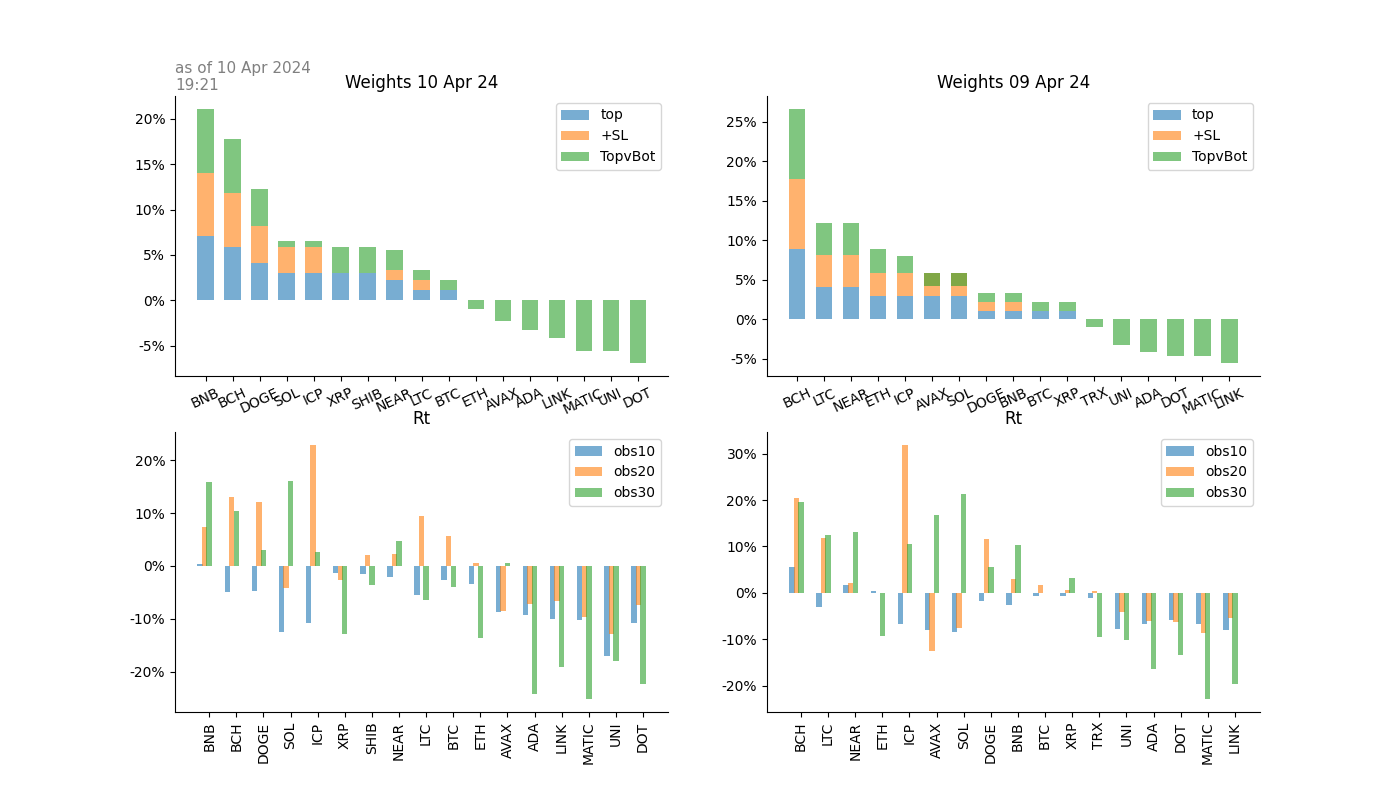 as of 10 Apr 2024
19:21
Weights 10 Apr 24
20%
15%
10%
5%
0%
-5%
top
+SL
TopvBot
BNB BCH DOGE SOL ICP XRP SHIB NEAR LTC BTC ETH AVAX ADA LINK MATIC UNI DOT
Weights 09 Apr 24
25%
20%
15%
10%
5%
0%
-5%
top
+SL
TopvBot
BCH LTC NEAR ETH ICP AVAX SOL DOGE BNB BTC XRP TRX UNI ADA DOT MATIC LINK
Rt
20%
10%
0%
-10%
-20%
obs10
obs20
obs30
BNB BCH DOGE SOL ICP XRP SHIB NEAR LTC BTC ETH AVAX ADA LINK MATIC UNI DOT
Rt
30%
20%
10%
0%
-10%
-20%
obs10
obs20
obs30
BCH LTC NEAR ETH ICP AVAX SOL DOGE BNB BTC XRP TRX UNI ADA DOT MATIC LINK